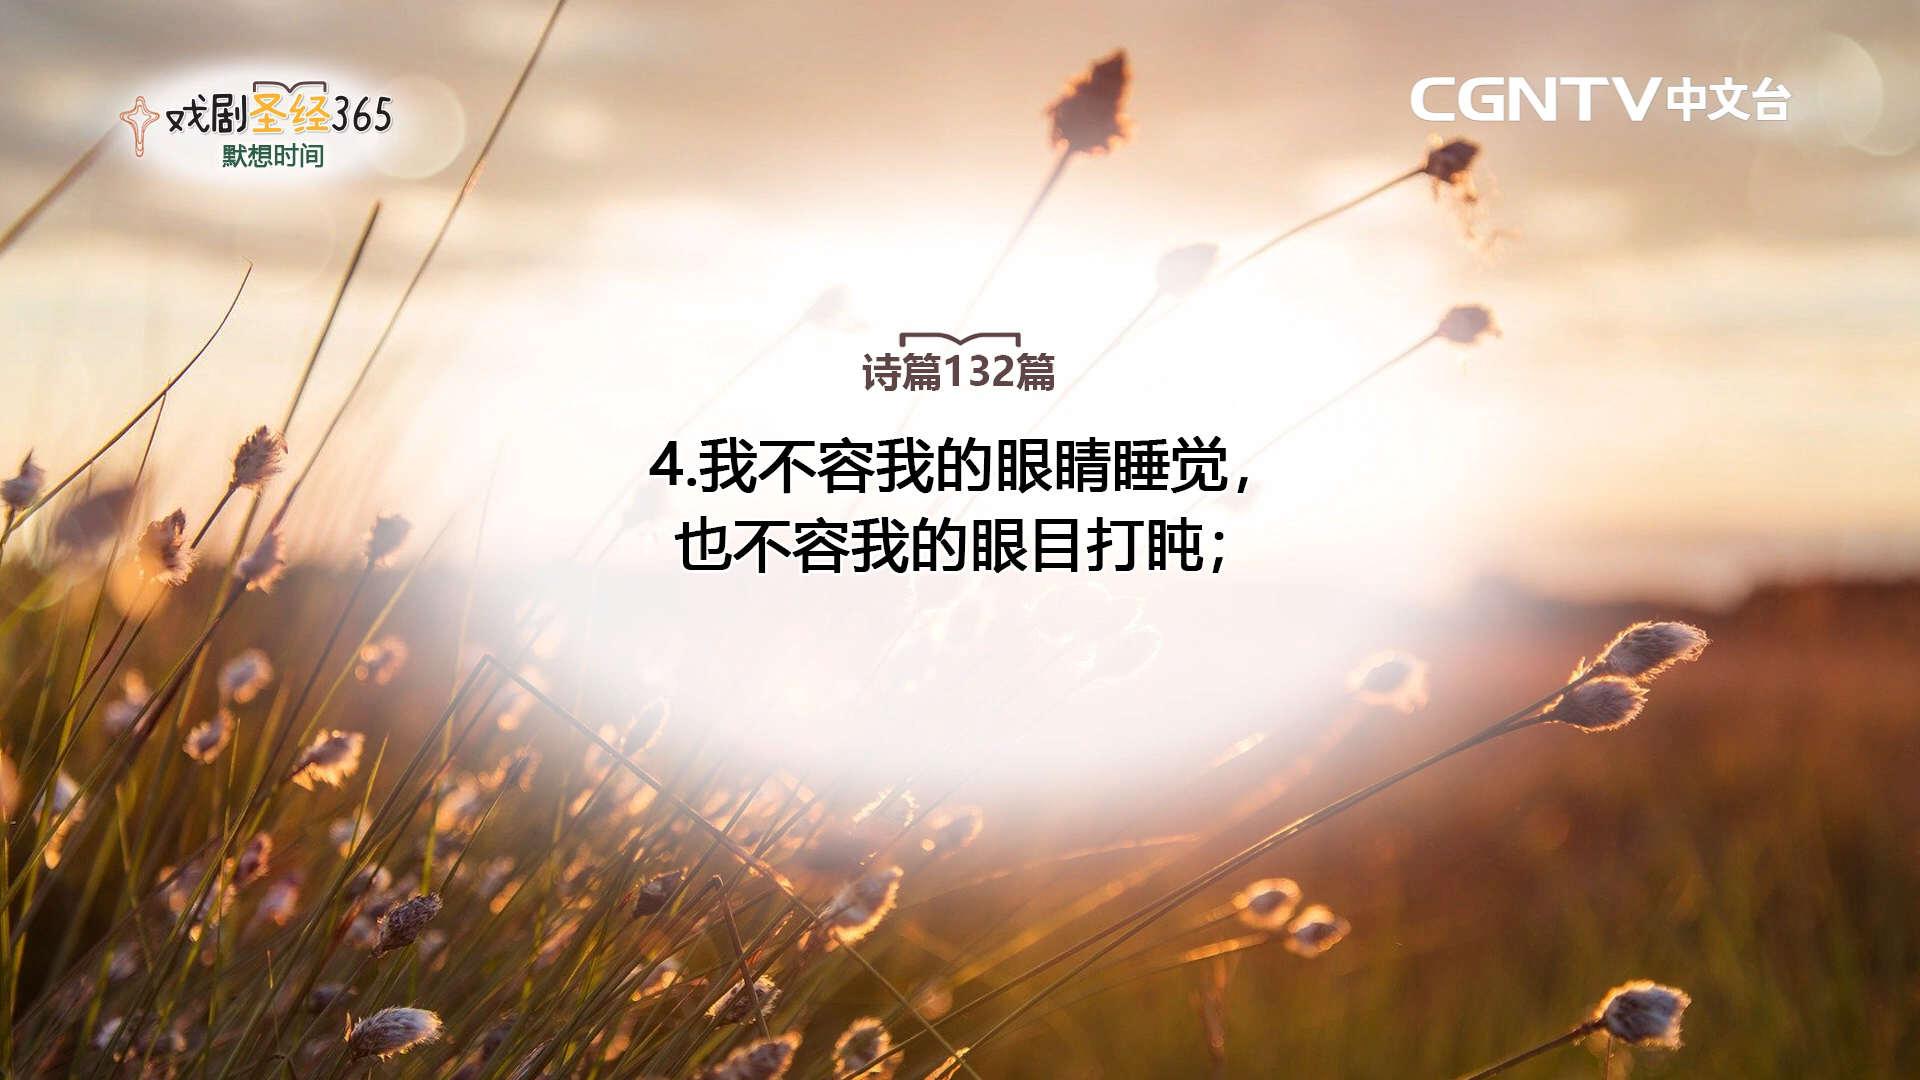 戏剧圣经365
默想时间
CGNTV中文台
诗篇132篇
4.我不容我的眼睛睡觉，
也不容我的眼目打盹；